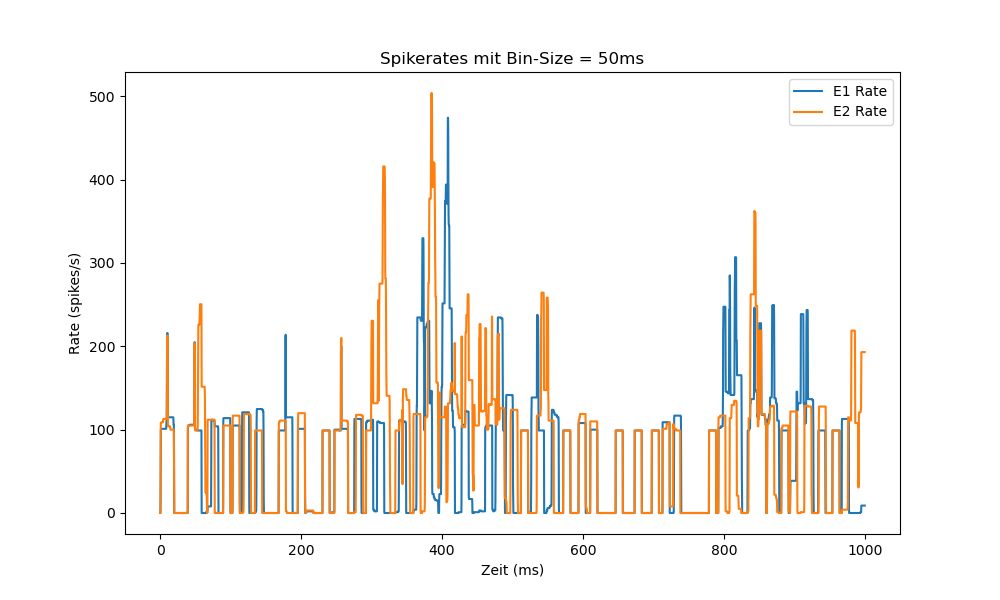 Spikerates mit Bin-Size = 50ms
E1 Rate
E2 Rate
500
400
300
200
100
0
Rate (spikes/s)
0 200 400 600 800 1000
Zeit (ms)